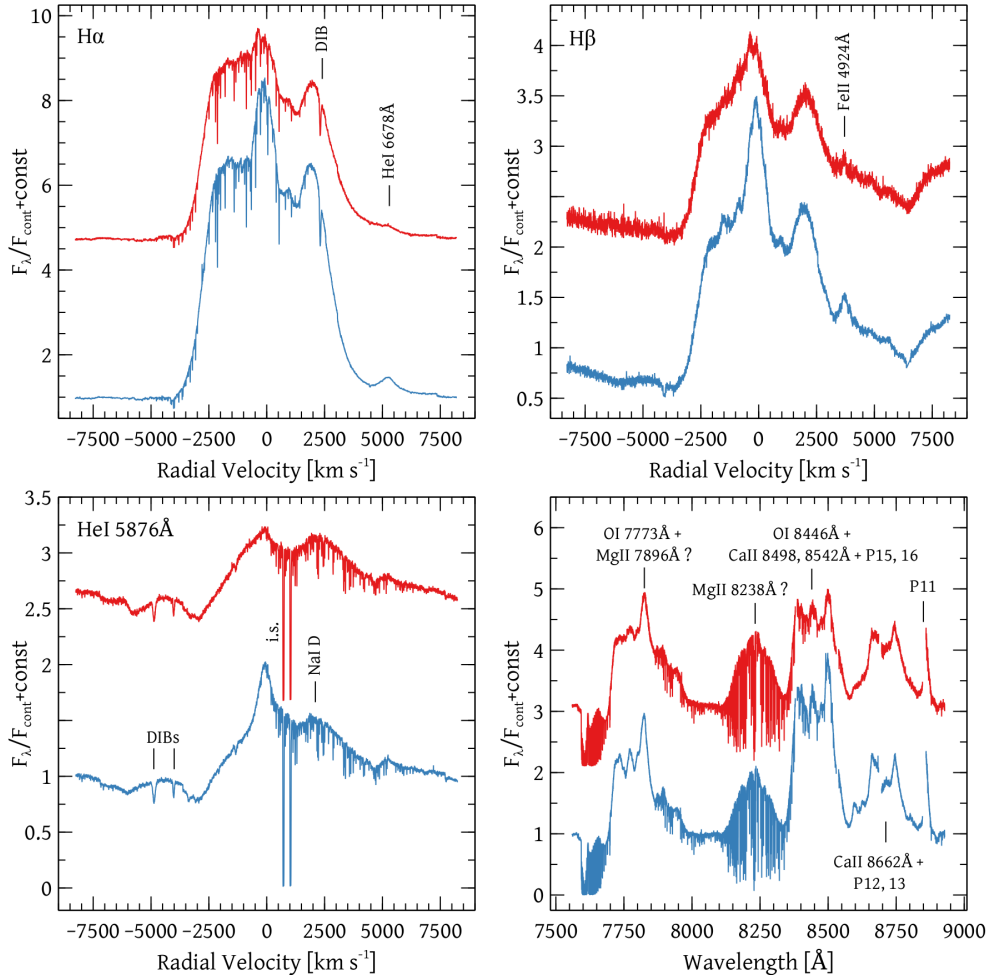 Hα
DIB
HeI 6678Å
10
8
6
4
2
F_λ/F_cont+const
−7500 −5000 −2500 0 2500 5000 7500
Radial Velocity [km s⁻¹]
Hβ
FeII 4924Å
4
3.5
3
2.5
2
1.5
1
0.5
F_λ/F_cont+const
−7500 −5000 −2500 0 2500 5000 7500
Radial Velocity [km s⁻¹]
HeI 5876Å
i.s.
NaI D
DIBs
3.5
3
2.5
2
1.5
1
0.5
0
F_λ/F_cont+const
−7500 −5000 −2500 0 2500 5000 7500
Radial Velocity [km s⁻¹]
OI 7773Å +
MgII 7896Å ?
OI 8446Å +
CaII 8498, 8542Å + P15, 16
MgII 8238Å ?
P11
CaII 8662Å +
P12, 13
6
5
4
3
2
1
0
F_λ/F_cont+const
7500 7750 8000 8250 8500 8750 9000
Wavelength [Å]